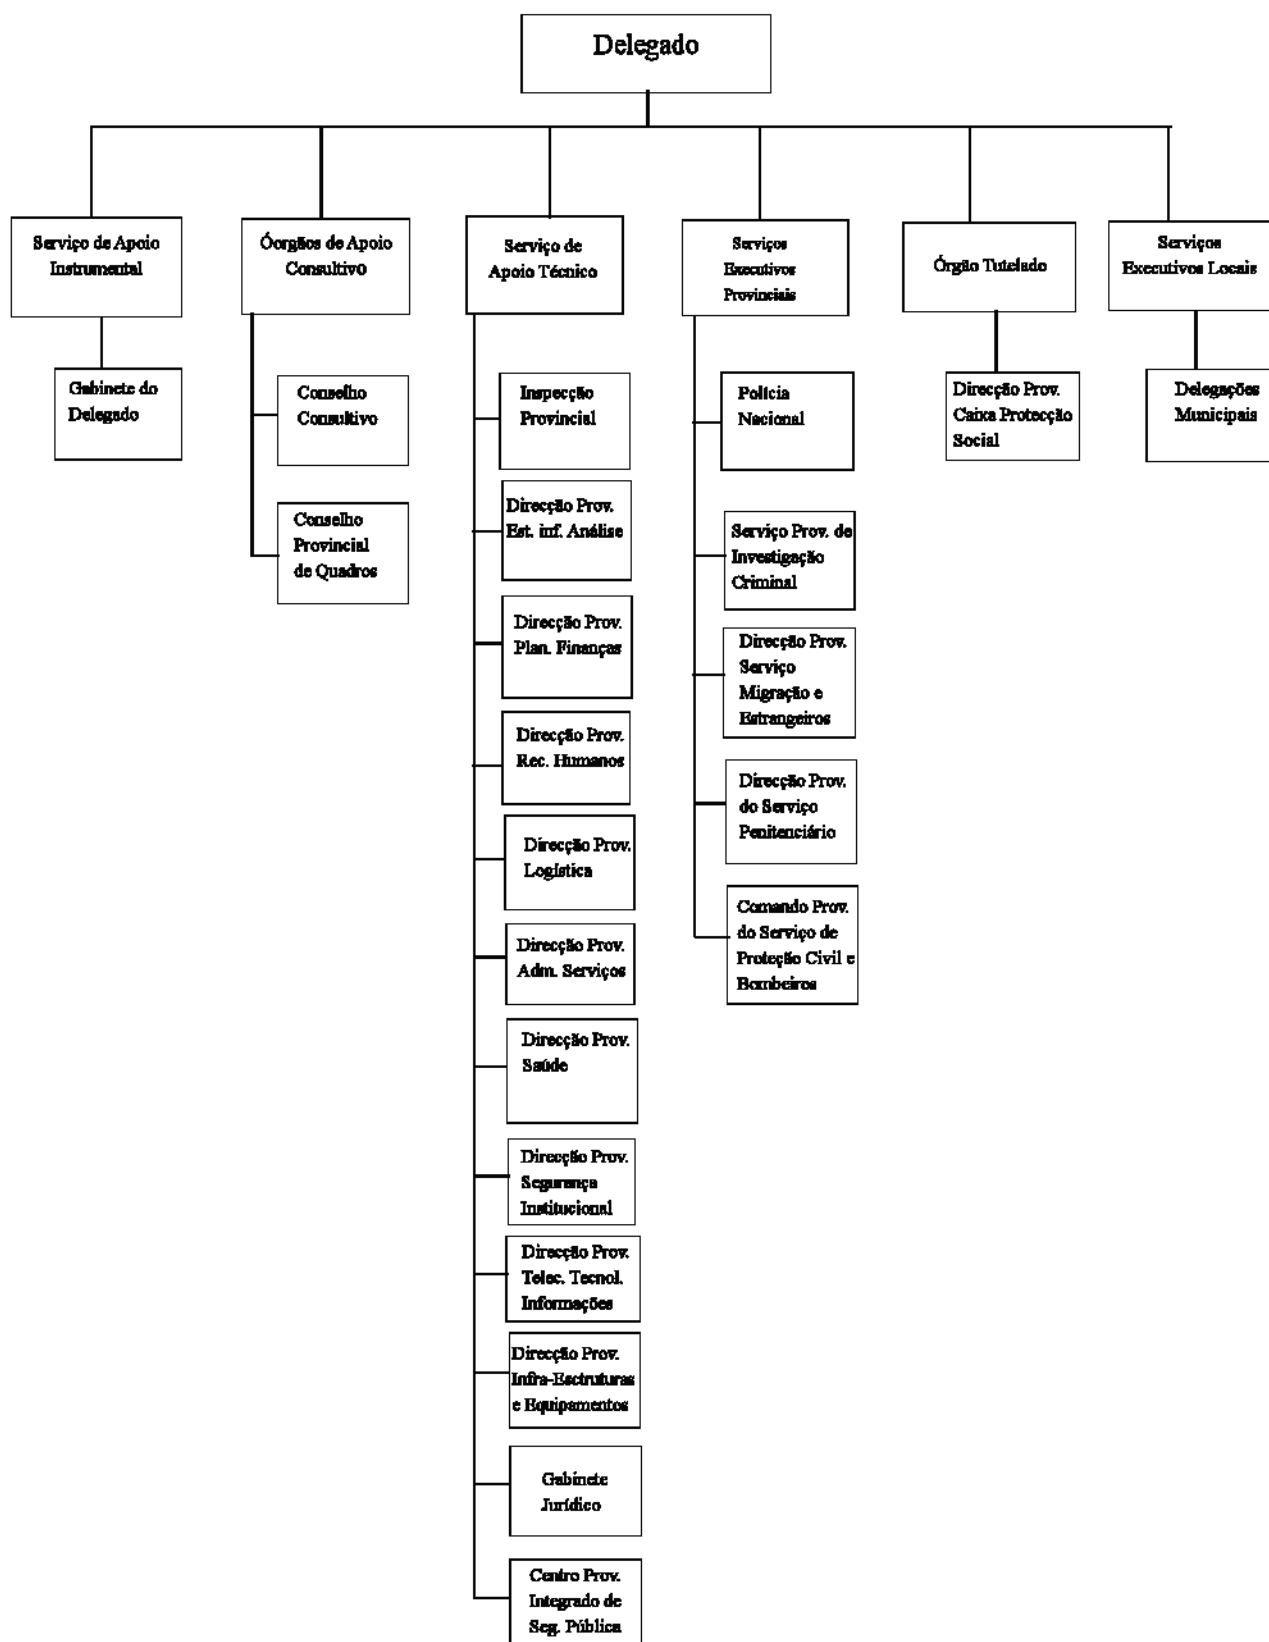 Delegado
Serviço de Apoio
Instrumental
Óorgãos de Apoio
Consultivo
Serviço de
Apoio Técnico
Serviços
Executivos
Provinciais
Órgão Tutelado
Serviços
Executivos Locais
Gabinete do
Delegado
Conselho
Consultivo
Conselho
Provincial
de Quadros
Inspecção
Provincial
Direcção Prov.
Est. inf. Análise
Direcção Prov.
Plan. Finanças
Direcção Prov.
Rec. Humanos
Direcção Prov.
Logística
Direcção Prov.
Adm. Serviços
Direcção Prov.
Saúde
Direcção Prov.
Segurança
Institucional
Direcção Prov.
Telec. Tecnol.
Informações
Direcção Prov.
Infra-Esctruturas
e Equipamentos
Gabinete
Jurídico
Centro Prov.
Integrado de
Seg. Pública
Polícia
Nacional
Serviço Prov. de
Investigação
Criminal
Direcção Prov.
Serviço
Migração e
Estrangeiros
Direcção Prov.
do Serviço
Penitenciário
Comando Prov.
do Serviço de
Proteção Civil e
Bombeiros
Direcção Prov.
Caixa Protecção
Social
Delegações
Municipais